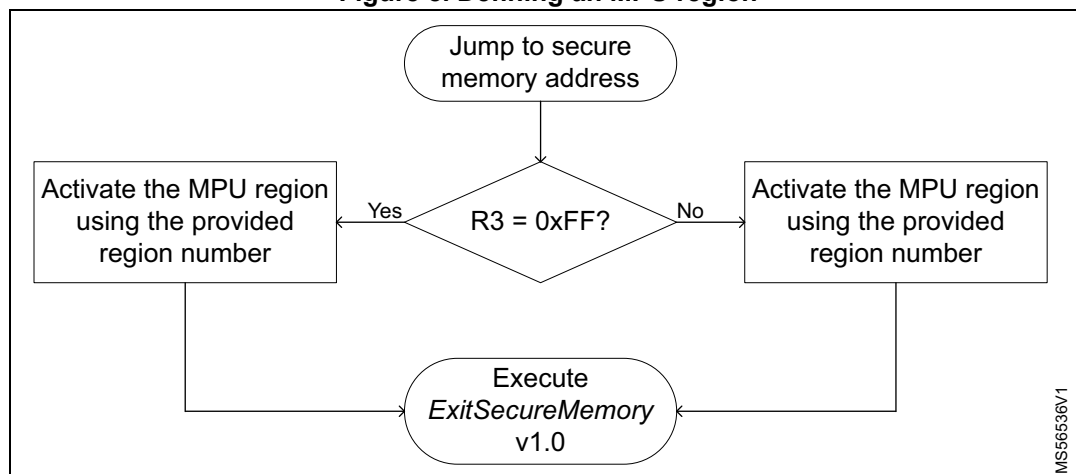 Jump to secure
memory address
Activate the MPU region
using the provided
region number
Yes
R3 = 0xFF?
No
Activate the MPU region
using the provided
region number
Execute
ExitSecureMemory
v1.0
MS56536V1